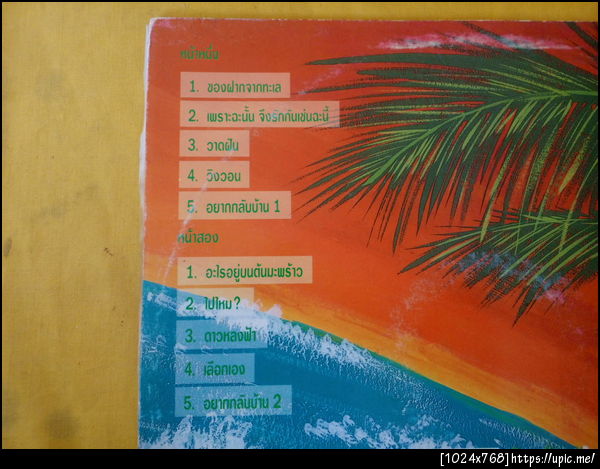 หน้าหนึ่ง
1. ของฝากจากทะเล
2. เพราะฉะนั้น จึงรักกันเช่นฉะนี้
3. วาดฝัน
4. วิงวอน
5. อยากกลับบ้าน 1
หน้าสอง
1. อะไรอยู่บนต้นมะพร้าว
2. ไปไหม?
3. ดาวหลงฟ้า
4. เลือกเอง
5. อยากกลับบ้าน 2
[1024x768]https://upic.me/